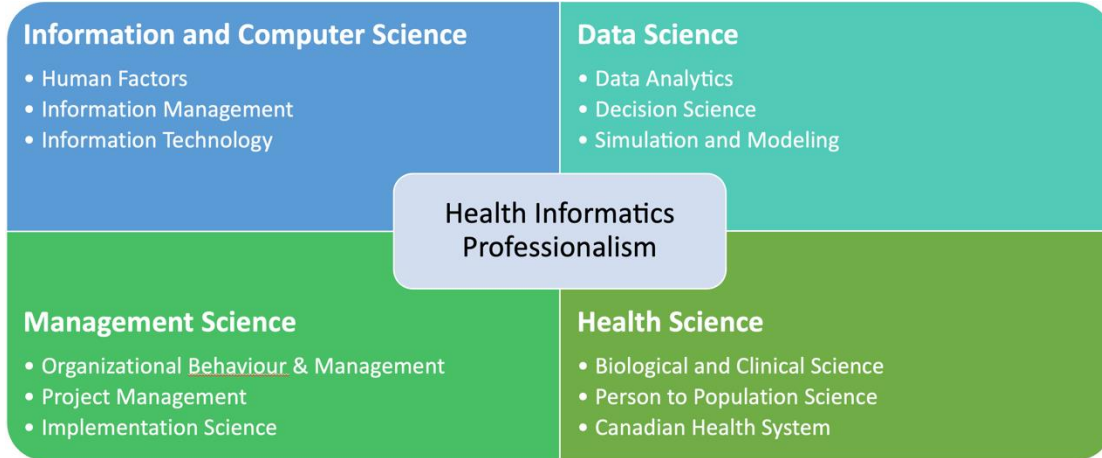 Information and Computer Science
• Human Factors
• Information Management
• Information Technology
Data Science
• Data Analytics
• Decision Science
• Simulation and Modeling
Health Informatics
Professionalism
Management Science
• Organizational Behaviour & Management
• Project Management
• Implementation Science
Health Science
• Biological and Clinical Science
• Person to Population Science
• Canadian Health System